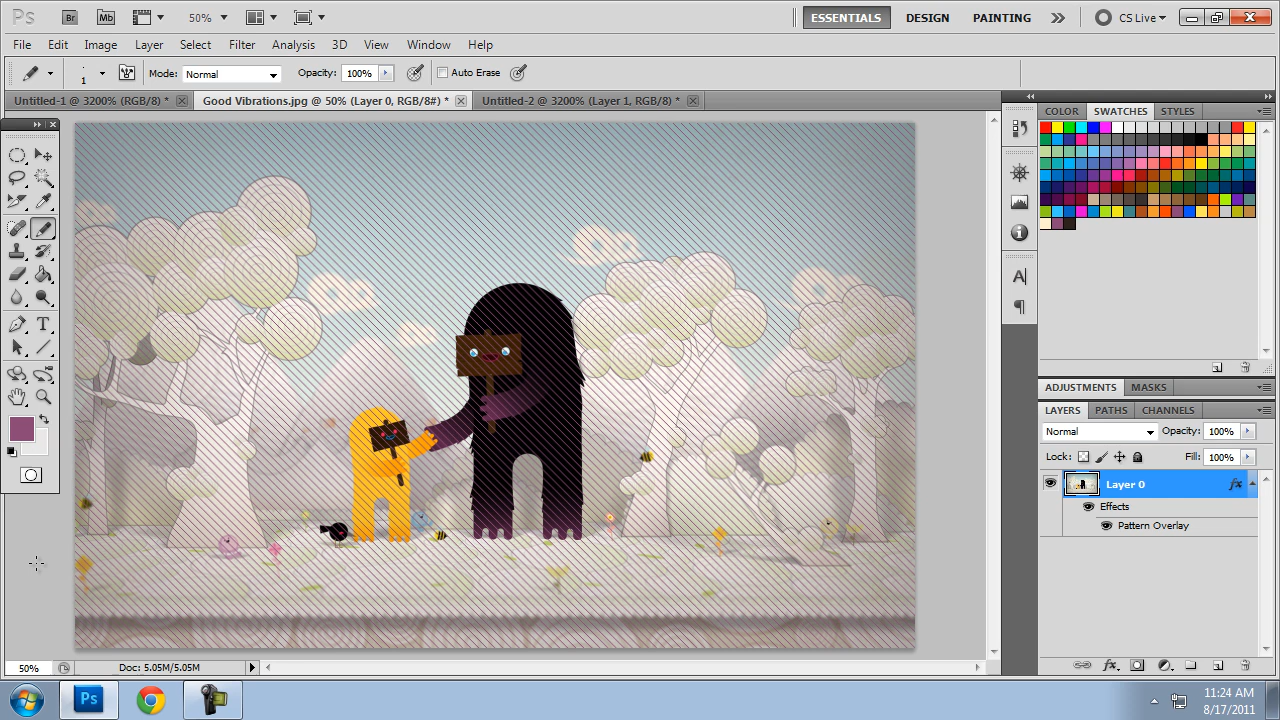 Ps Br Mb 50% ESSENTIALS DESIGN PAINTING CS Live
File Edit Image Layer Select Filter Analysis 3D View Window Help
1 Mode: Normal Opacity: 100% Auto Erase
Untitled-1 @ 3200% (RGB/8) * Good Vibrations.jpg @ 50% (Layer 0, RGB/8#) * Untitled-2 @ 3200% (Layer 1, RGB/8) *
COLOR SWATCHES STYLES
ADJUSTMENTS MASKS
LAYERS PATHS CHANNELS
Normal Opacity: 100%
Lock: Fill: 100%
Layer 0 fx
Effects
Pattern Overlay
50% Doc: 5.05M/5.05M
Ps 11:24 AM
8/17/2011